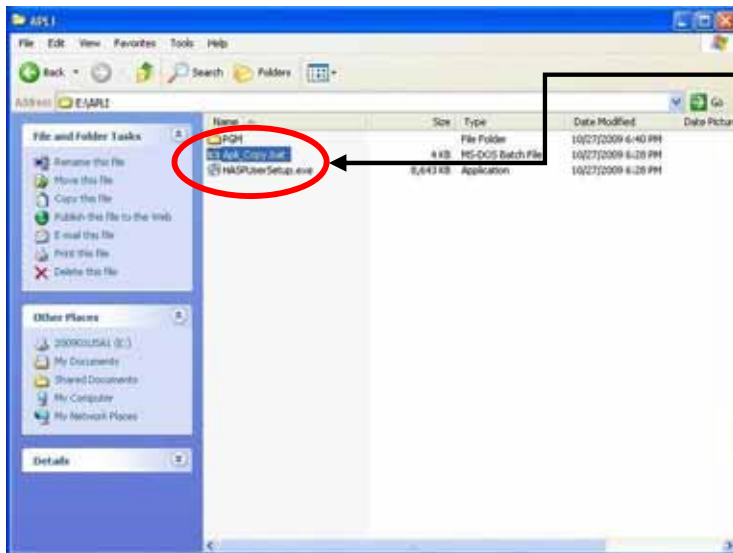 APLI
File Edit View Favorites Tools Help
Back Search Folders
Address E:\APLI Go
Name Size Type Date Modified Date Pictur
PGM File Folder 10/27/2009 6:40 PM
Apli_Copy.bat 4 KB MS-DOS Batch File 10/27/2009 6:28 PM
HASPUserSetup.exe 8,643 KB Application 10/27/2009 6:28 PM
File and Folder Tasks
Rename this file
Move this file
Copy this file
Publish this file to the Web
E-mail this file
Print this file
Delete this file
Other Places
(E:)
My Documents
Shared Documents
My Computer
My Network Places
Details